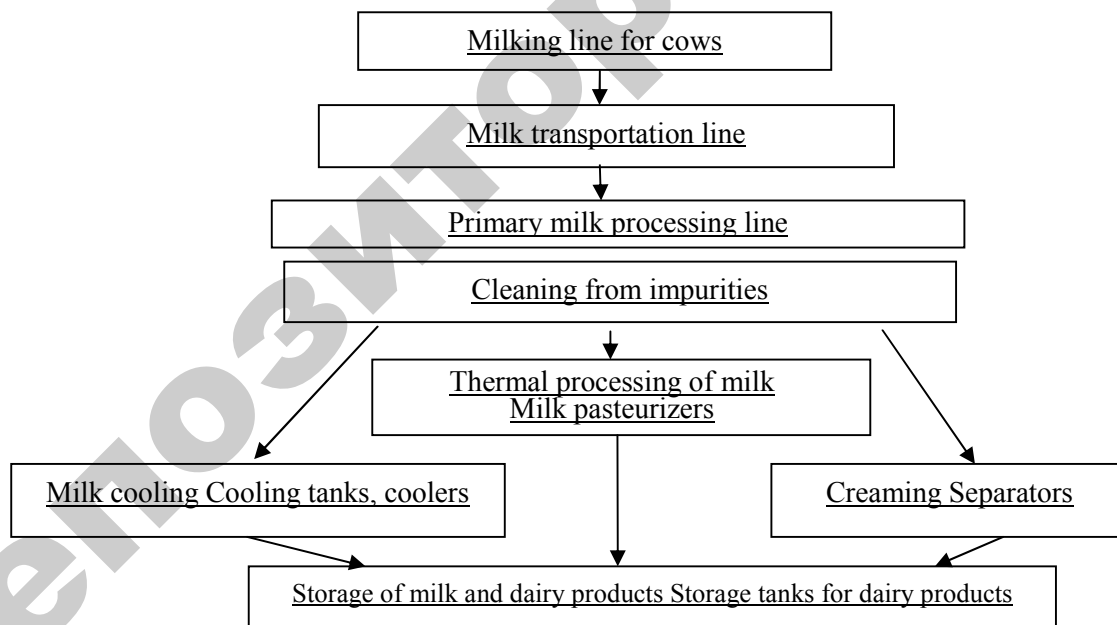 Milking line for cows
Milk transportation line
Primary milk processing line
Cleaning from impurities
Thermal processing of milk
Milk pasteurizers
Milk cooling Cooling tanks, coolers
Creaming Separators
Storage of milk and dairy products Storage tanks for dairy products
епозитор